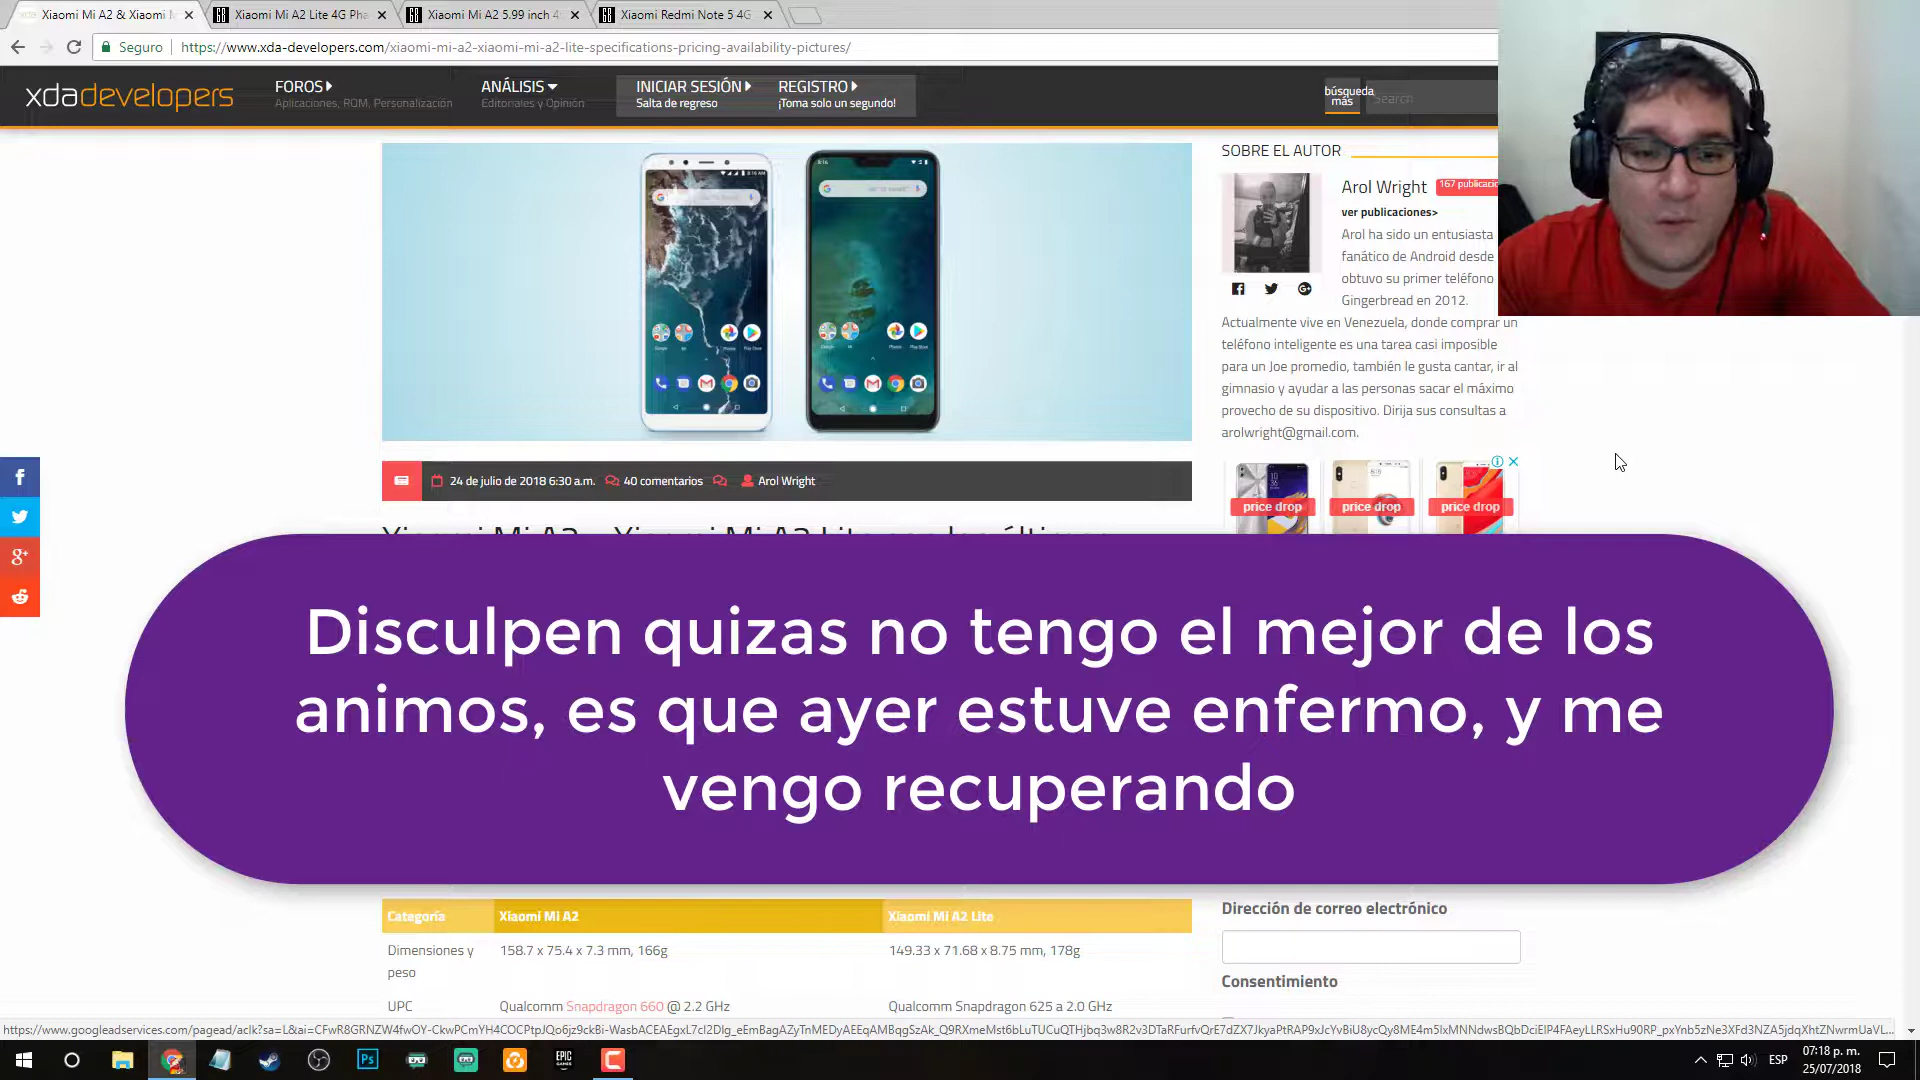 Xiaomi Mi A2 & Xiaomi M
Xiaomi Mi A2 Lite 4G Pha
Xiaomi Mi A2 5.99 inch 4
Xiaomi Redmi Note 5 4G
Seguro
https://www.xda-developers.com/xiaomi-mi-a2-xiaomi-mi-a2-lite-specifications-pricing-availability-pictures/
xdadevelopers
FOROS
Aplicaciones, ROM, Personalización
ANÁLISIS
Editoriales y Opinión
INICIAR SESIÓN
Salta de regreso
REGISTRO
¡Toma solo un segundo!
búsqueda
más
Search
SOBRE EL AUTOR
Arol Wright
167 publicacio
ver publicaciones>
Arol ha sido un entusiasta
fanático de Android desde
obtuvo su primer teléfono
Gingerbread en 2012.
Actualmente vive en Venezuela, donde comprar un
teléfono inteligente es una tarea casi imposible
para un Joe promedio, también le gusta cantar, ir al
gimnasio y ayudar a las personas sacar el máximo
provecho de su dispositivo. Dirija sus consultas a
arolwright@gmail.com.
24 de julio de 2018 6:30 a.m.
40 comentarios
Arol Wright
price drop
price drop
price drop
Disculpen quizas no tengo el mejor de los
animos, es que ayer estuve enfermo, y me
vengo recuperando
Categoría
Xiaomi Mi A2
Xiaomi Mi A2 Lite
Dimensiones y
peso
158.7 x 75.4 x 7.3 mm, 166g
149.33 x 71.68 x 8.75 mm, 178g
UPC
Qualcomm Snapdragon 660 @ 2.2 GHz
Qualcomm Snapdragon 625 a 2.0 GHz
Dirección de correo electrónico
Consentimiento
Ps
EPIC
GAMES
ESP
07:18 p. m.
25/07/2018